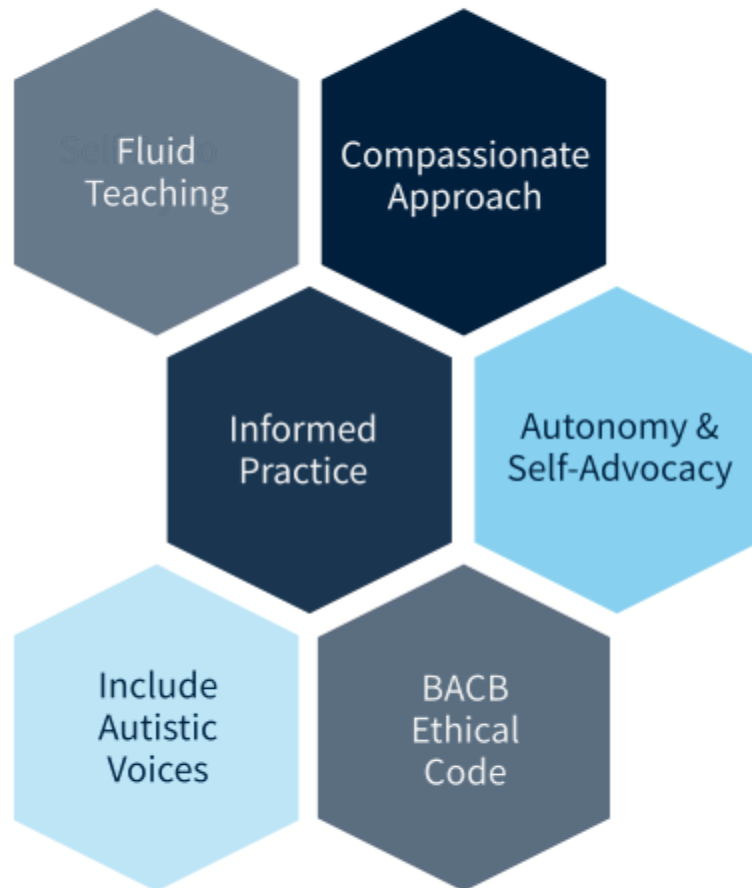 Fluid
Teaching
Compassionate
Approach
Informed
Practice
Autonomy &
Self-Advocacy
Include
Autistic
Voices
BACB
Ethical
Code